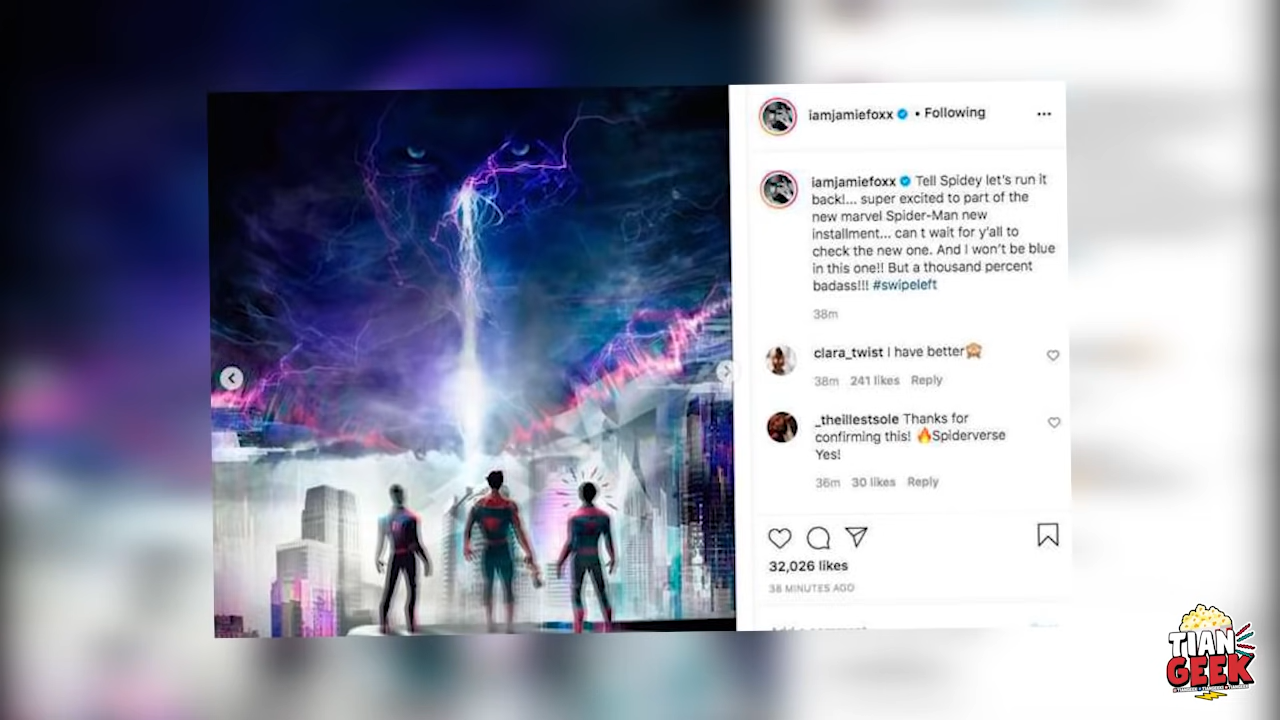 iamjamiefoxx • Following
iamjamiefoxx Tell Spidey let's run it
back!... super excited to part of the
new marvel Spider-Man new
installment... can t wait for y'all to
check the new one. And I won't be blue
in this one!! But a thousand percent
badass!!! #swipeleft
38m
clara_twist I have better🙈
38m 241 likes Reply
_theillestsole Thanks for
confirming this! 🔥Spiderverse
Yes!
36m 30 likes Reply
32,026 likes
38 MINUTES AGO
TIAN
GEEK